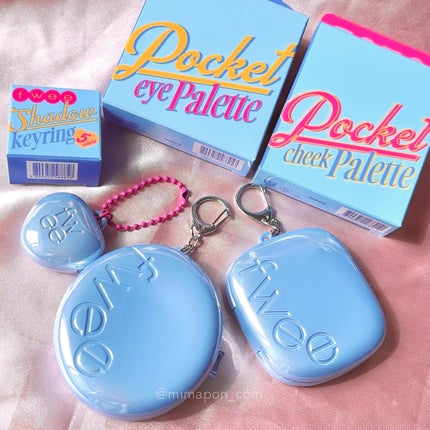 Pocket
eye Palette
fwee
Shadow
keyring
5
Pocket
cheek Palette
fwee
fwee
fwee
@mimapon_com